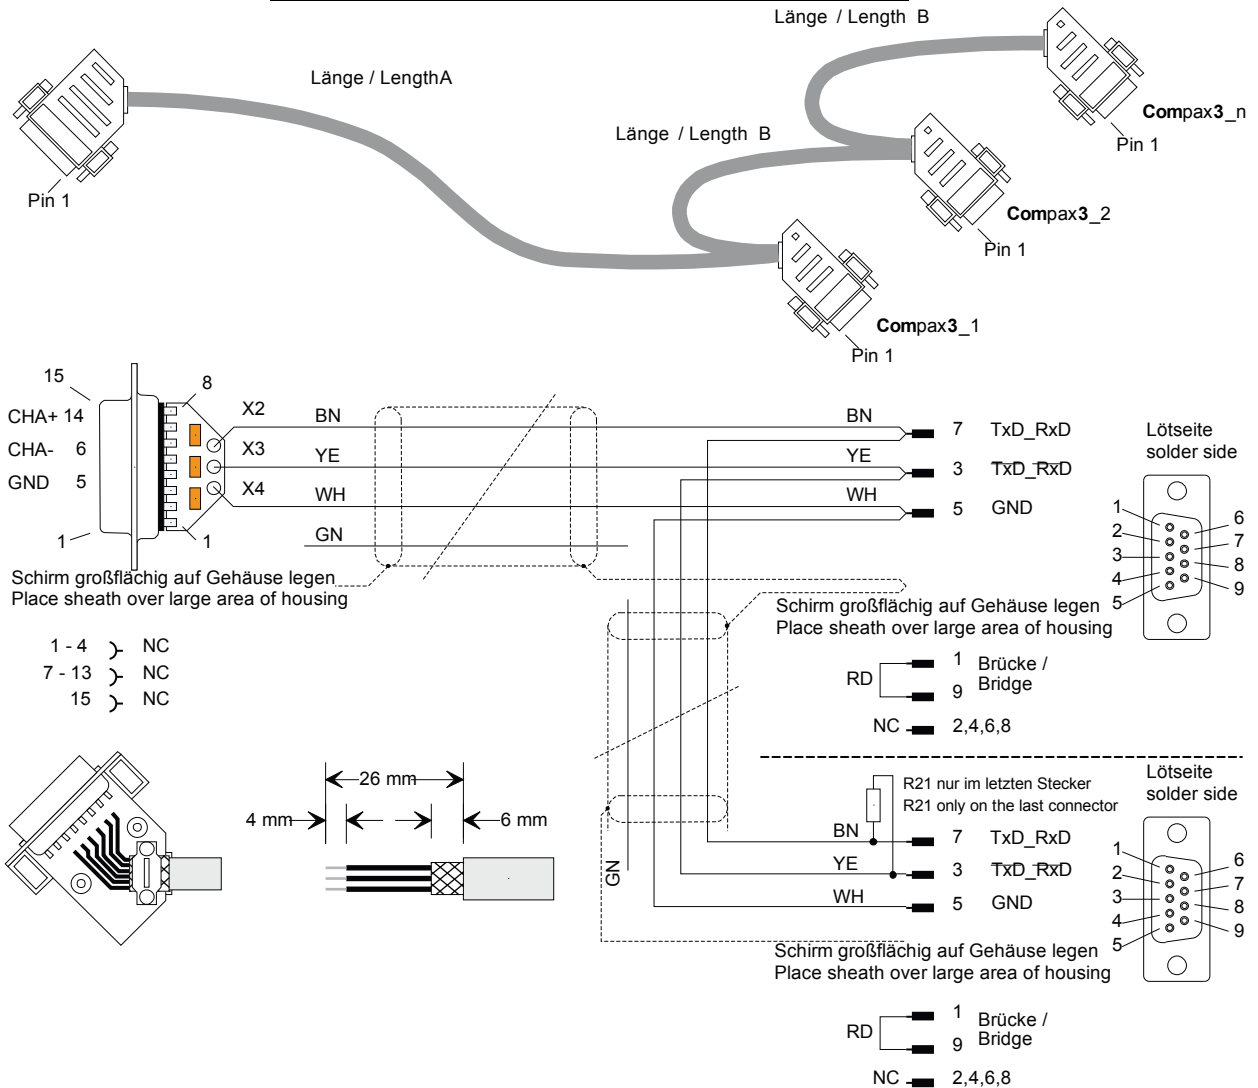 Länge / Length B
Länge / LengthA
Compax3_n
Pin 1
Länge / Length B
Pin 1
Compax3_2
Pin 1
Compax3_1
Pin 1
15
8
CHA+ 14
X2
BN
BN
7 TxD_RxD
Lötseite
solder side
CHA- 6
X3
YE
YE
3 TxD_RxD
GND 5
X4
WH
WH
5 GND
GN
1
1
1
2
3
4
5
6
7
8
9
Schirm großflächig auf Gehäuse legen
Place sheath over large area of housing
Schirm großflächig auf Gehäuse legen
Place sheath over large area of housing
1 - 4 NC
7 - 13 NC
15 NC
RD
1
9
Brücke /
Bridge
NC 2,4,6,8
26 mm
4 mm
6 mm
R21 nur im letzten Stecker
R21 only on the last connector
Lötseite
solder side
BN
7 TxD_RxD
YE
3 TxD_RxD
WH
5 GND
GN
1
2
3
4
5
6
7
8
9
Schirm großflächig auf Gehäuse legen
Place sheath over large area of housing
RD
1
9
Brücke /
Bridge
NC 2,4,6,8